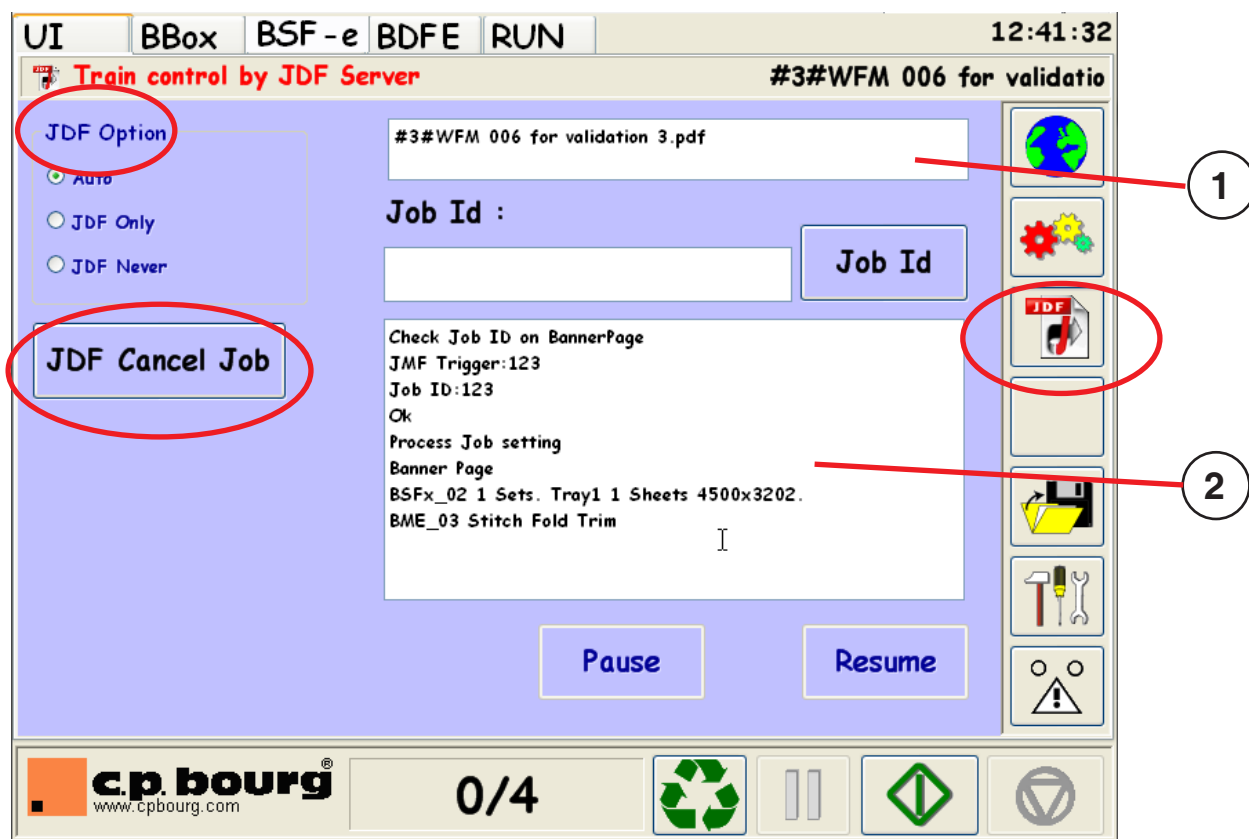 UI BBox BSF-e BDFE RUN 12:41:32
Train control by JDF Server #3#WFM 006 for validatio
JDF Option
Auto
JDF Only
JDF Never
JDF Cancel Job
#3#WFM 006 for validation 3.pdf
Job Id :
Job Id
Check Job ID on BannerPage
JMF Trigger:123
Job ID:123
Ok
Process Job setting
Banner Page
BSFx_02 1 Sets. Tray1 1 Sheets 4500x3202.
BME_03 Stitch Fold Trim
Pause Resume
JDF
1
2
c.p. bourg®
www.cpbourg.com
0/4